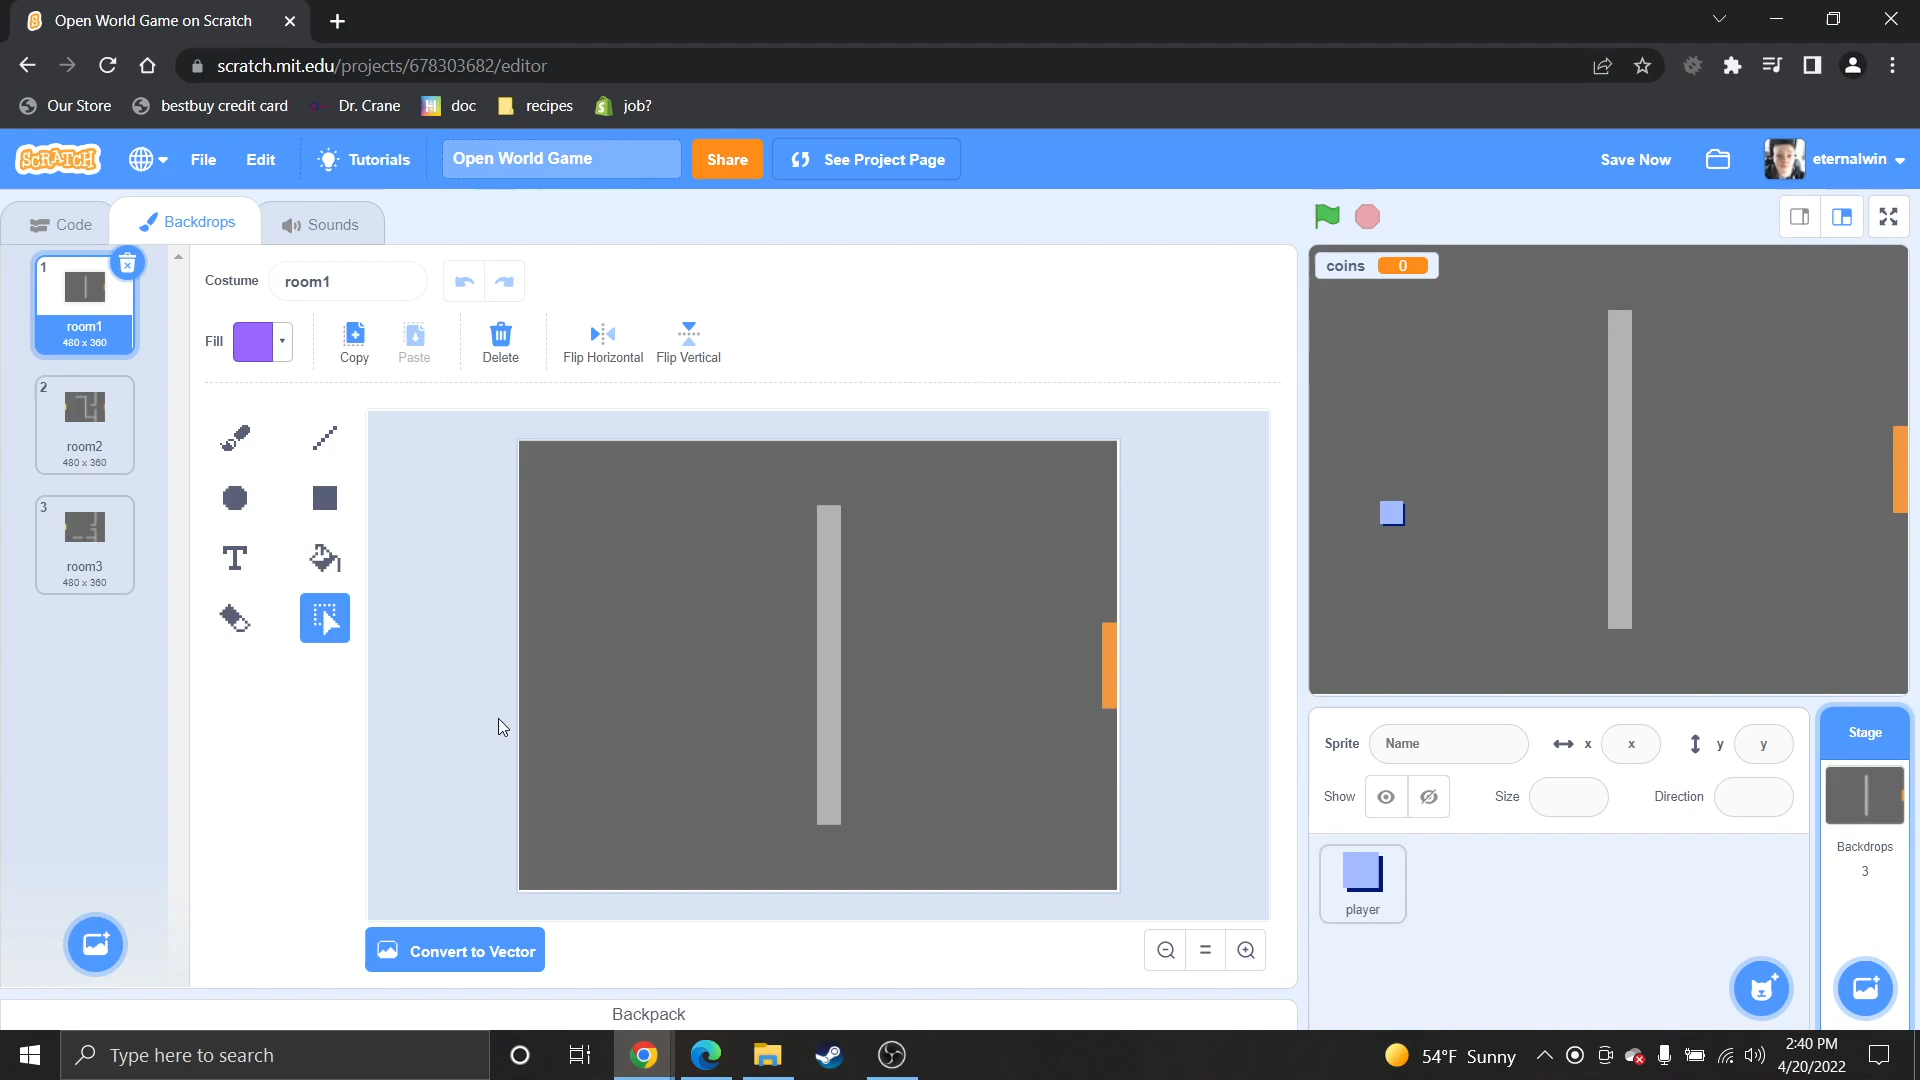 Open World Game on Scratch
scratch.mit.edu/projects/678303682/editor
Our Store
bestbuy credit card
Dr. Crane
doc
recipes
job?
SCRATCH
File
Edit
Tutorials
Open World Game
Share
See Project Page
Save Now
eternalwin
Code
Backdrops
Sounds
1
room1
480 x 360
2
room2
480 x 360
3
room3
480 x 360
Costume
room1
Fill
Copy
Paste
Delete
Flip Horizontal
Flip Vertical
T
Convert to Vector
Backpack
coins 0
Sprite
Name
x
x
y
y
Show
Size
Direction
player
Stage
Backdrops
3
Type here to search
54°F Sunny
2:40 PM
4/20/2022